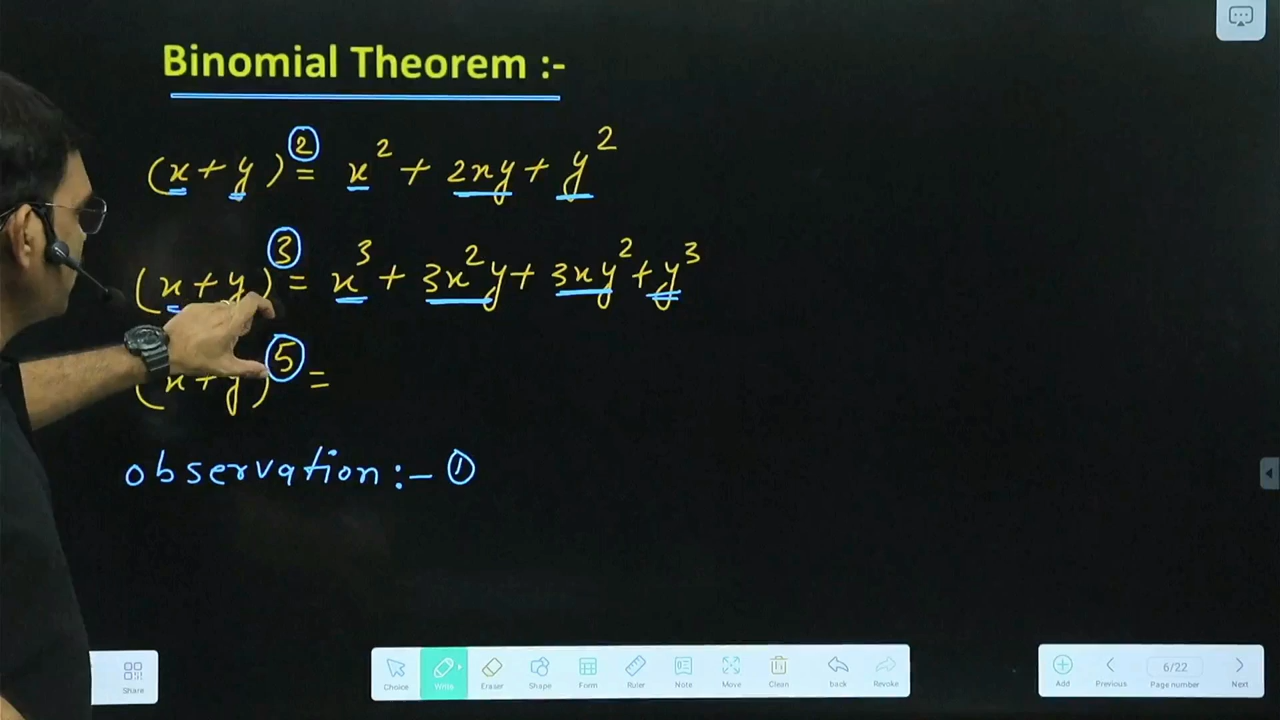 Binomial Theorem :-
(x + y)² = x² + 2xy + y²
(x + y)³ = x³ + 3x²y + 3xy² + y³
(x + y)⁵ =
observation :- ①
Share
Choice Write Eraser Shape Form Ruler Note Move Clean back Revoke
Add Previous 6/22 Page number Next